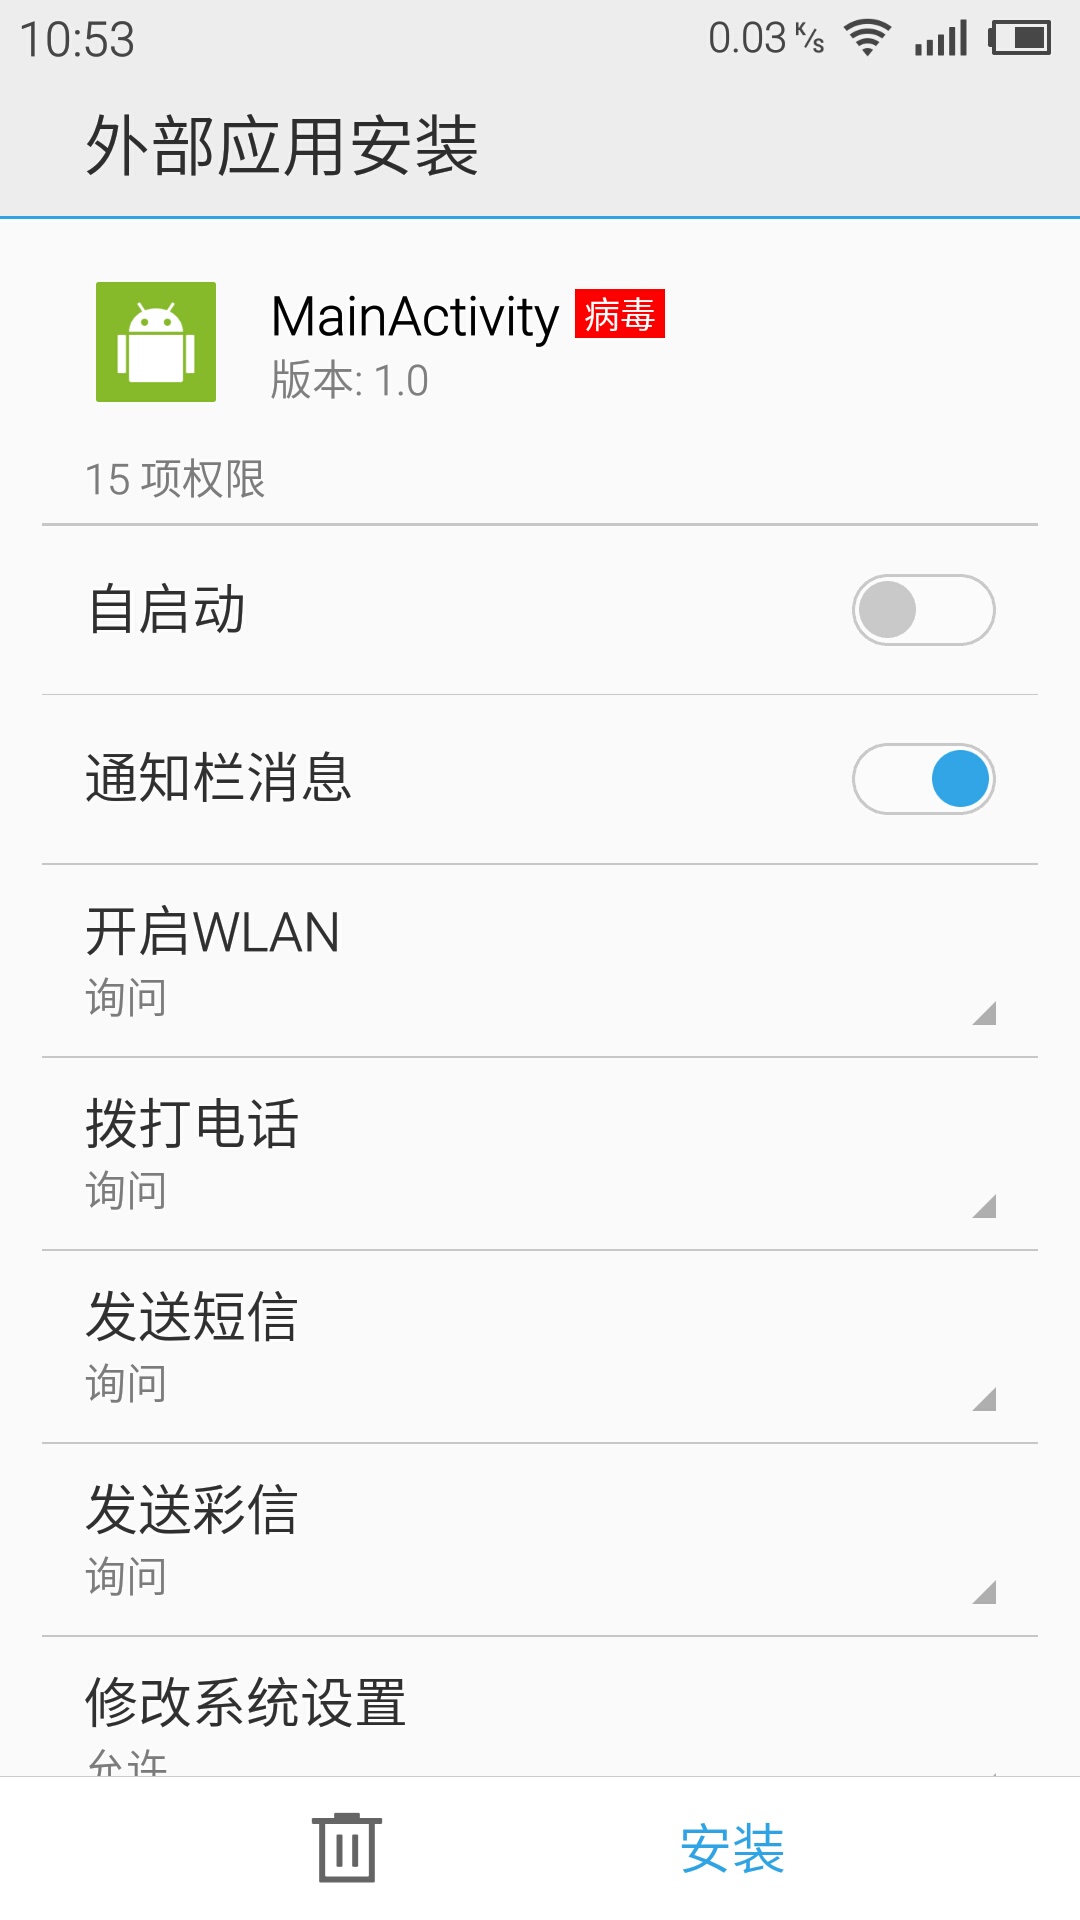 10:53 0.03 K/s
外部应用安装
MainActivity 病毒
版本: 1.0
15 项权限
自启动
通知栏消息
开启WLAN
询问
拨打电话
询问
发送短信
询问
发送彩信
询问
修改系统设置
允许
安装